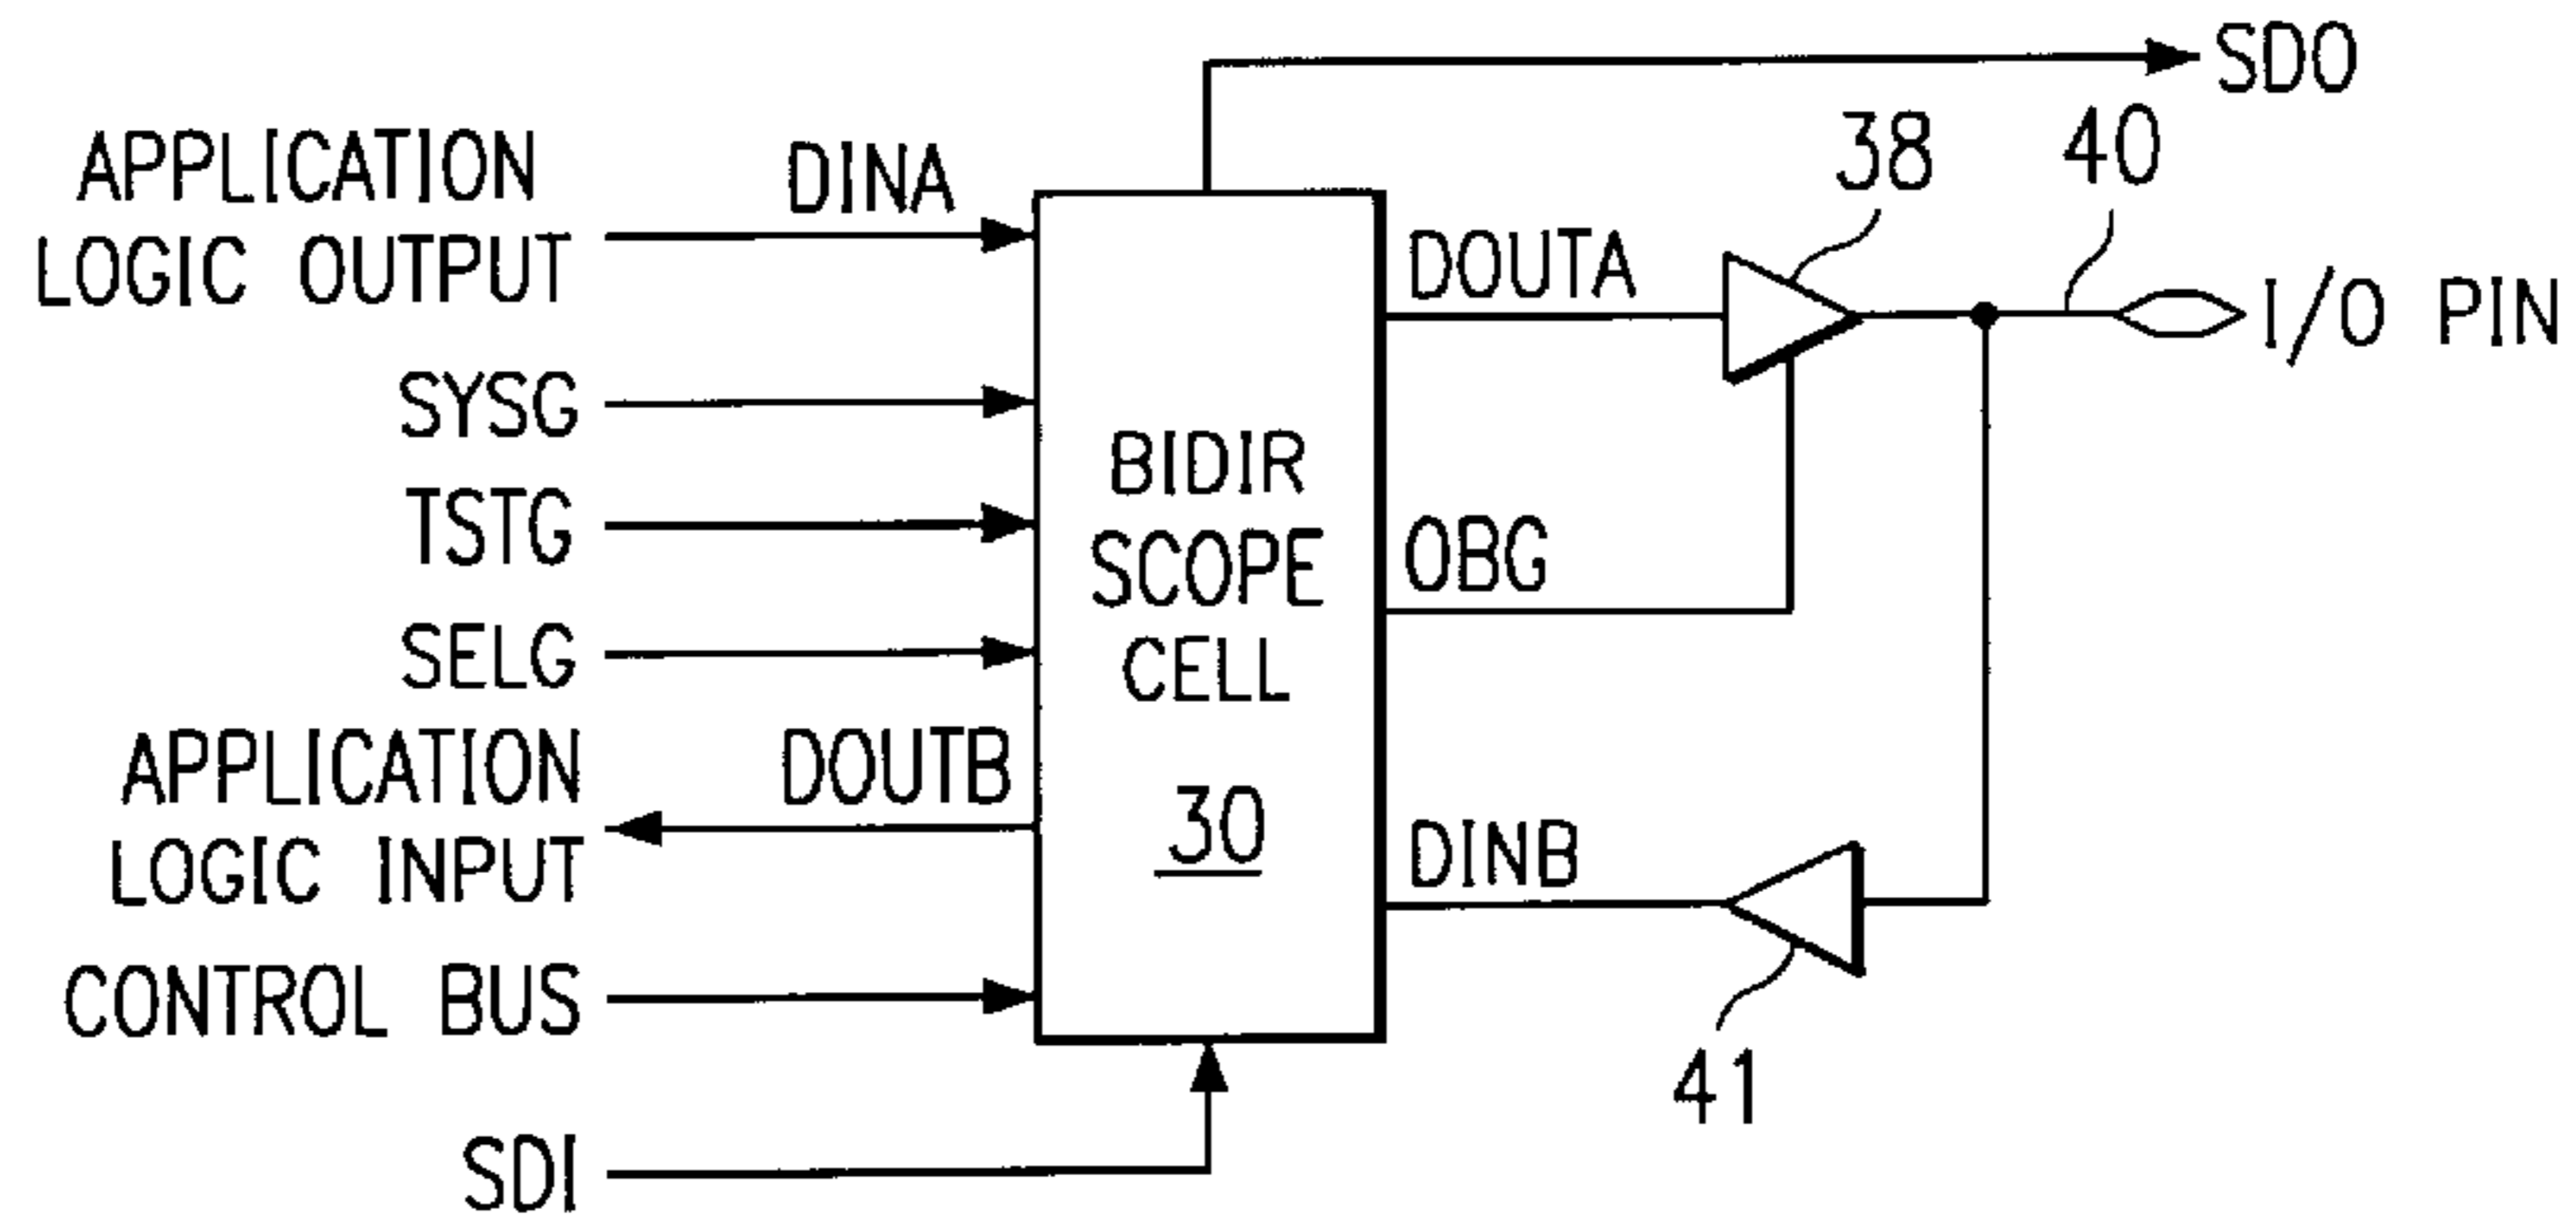 SDO
38
40
APPLICATION
LOGIC OUTPUT
DINA
DOUTA
I/O PIN
SYSG
TSTG
SELG
BIDIR
SCOPE
CELL
30
OBG
APPLICATION
LOGIC INPUT
DOUTB
DINB
CONTROL BUS
41
SDI